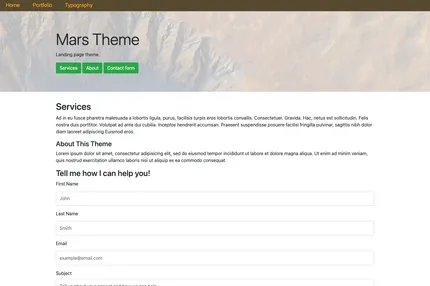 Home Portfolio Typography
Mars Theme
Landing page theme.
Services About Contact form
Services
Ad in eu fusce pharetra malesuada a lobortis ligula, purus, facilisis turpis eros lobortis convallis. Consectetuer. Gravida. Hac, netus est sollicitudin. Felis
nostra duis porttitor. Volutpat ad ante dui cubilia. Inceptos hendrerit accumsan. Praesent suspendisse posuere facilisi fringilla pulvinar, sagittis nibh dolor
diam laoreet adipiscing Euismod eros.
About This Theme
Lorem ipsum dolor sit amet, consectetur adipiscing elit, sed do eiusmod tempor incididunt ut labore et dolore magna aliqua. Ut enim ad minim veniam,
quis nostrud exercitation ullamco laboris nisi ut aliquip ex ea commodo consequat.
Tell me how I can help you!
First Name
John
Last Name
Smith
Email
example@email.com
Subject